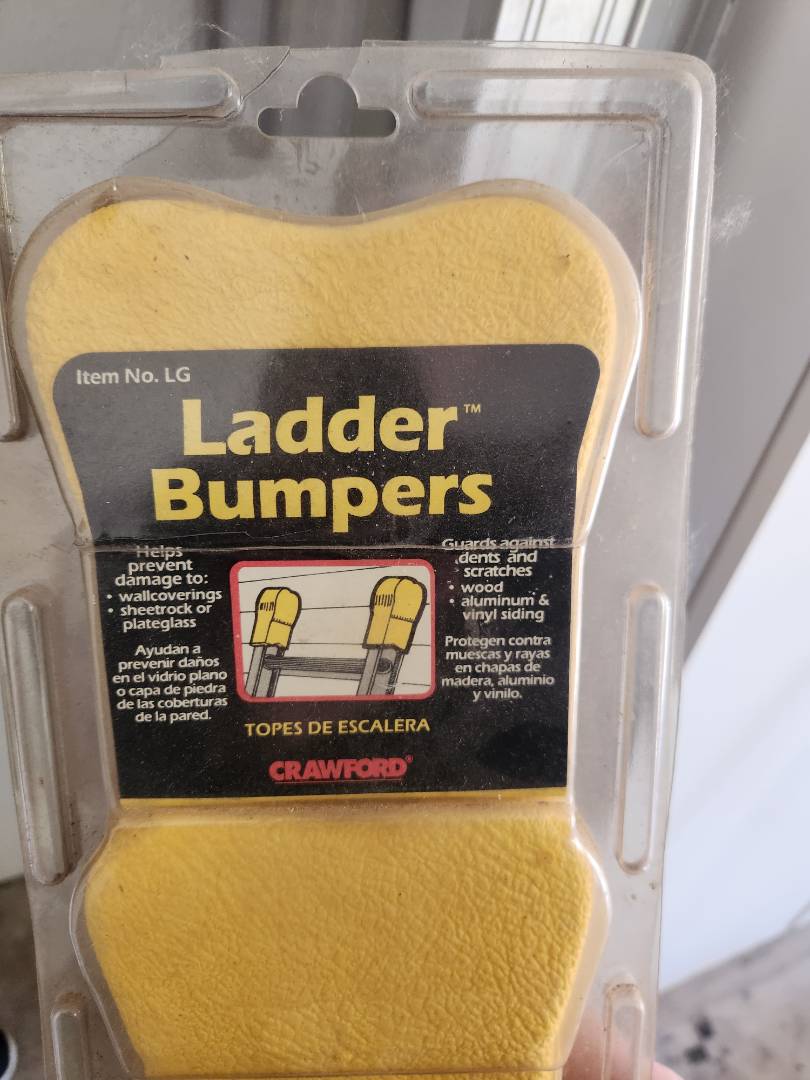 Item No. LG
Ladder™
Bumpers
Helps
prevent
damage to:
• wallcoverings
• sheetrock or
plateglass
Ayudan a
prevenir daños
en el vidrio plano
o capa de piedra
de las coberturas
de la pared.
Guards against
dents and
scratches
• wood
• aluminum &
vinyl siding
Protegen contra
muescas y rayas
en chapas de
madera, aluminio
y vinilo.
TOPES DE ESCALERA
CRAWFORD®